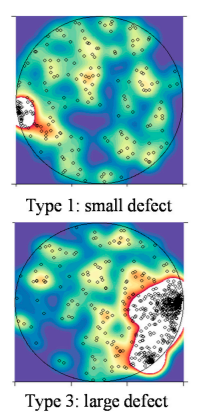 Type 1: small defect
Type 3: large defect